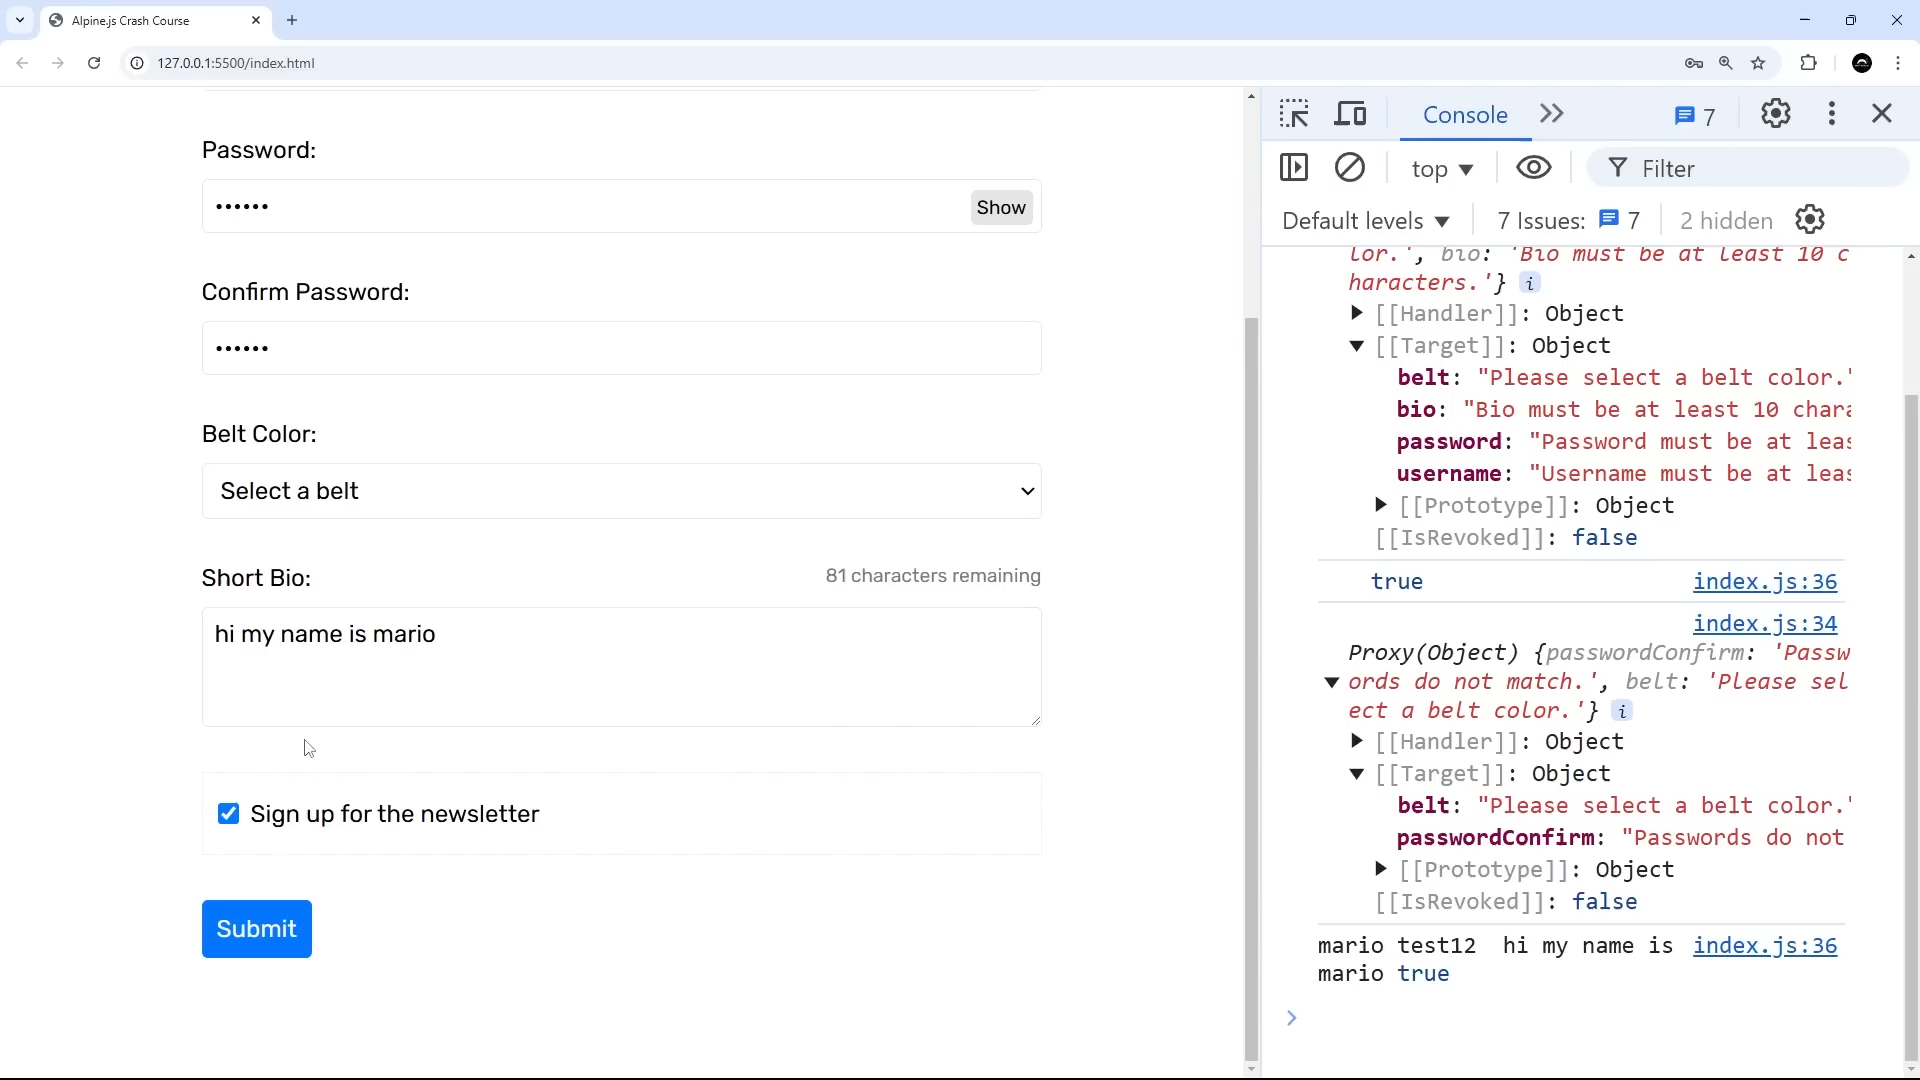 Alpine.js Crash Course
127.0.0.1:5500/index.html
Password:
••••••
Show
Confirm Password:
••••••
Belt Color:
Select a belt
Short Bio:
81 characters remaining
hi my name is mario
Sign up for the newsletter
Submit
Console
7
top
Filter
Default levels
7 Issues:
7
2 hidden
lor.', bio: 'Bio must be at least 10 c
haracters.'} i
[[Handler]]: Object
[[Target]]: Object
belt: "Please select a belt color."
bio: "Bio must be at least 10 chara
password: "Password must be at leas
username: "Username must be at leas
[[Prototype]]: Object
[[IsRevoked]]: false
true index.js:36
index.js:34
Proxy(Object) {passwordConfirm: 'Passw
ords do not match.', belt: 'Please sel
ect a belt color.'} i
[[Handler]]: Object
[[Target]]: Object
belt: "Please select a belt color."
passwordConfirm: "Passwords do not
[[Prototype]]: Object
[[IsRevoked]]: false
mario test12  hi my name is index.js:36
mario true